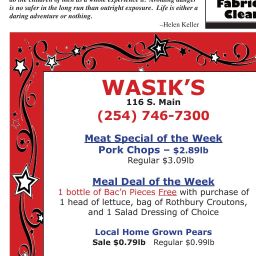 is no safer in the long run than outright exposure. Life is either a
daring adventure or nothing.
–Helen Keller
Fabric
Clean
WASIK'S
116 S. Main
(254) 746-7300
Meat Special of the Week
Pork Chops – $2.89lb
Regular $3.09lb
Meal Deal of the Week
1 bottle of Bac'n Pieces Free with purchase of
1 head of lettuce, bag of Rothbury Croutons,
and 1 Salad Dressing of Choice
Local Home Grown Pears
Sale $0.79lb Regular $0.99lb